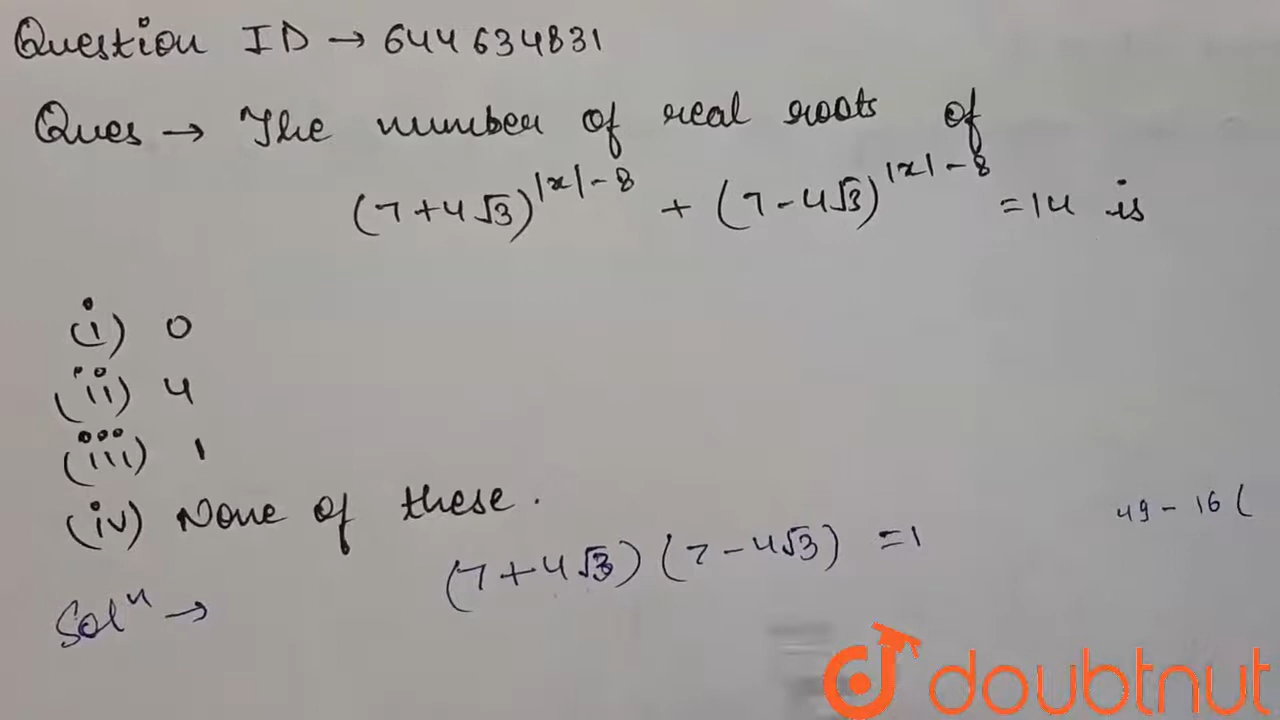 Question ID → 644634831
Ques → The number of real roots of
(7+4√3)^|x|-8 + (7-4√3)^|x|-8 = 14 is
(i) 0
(ii) 4
(iii) 1
(iv) None of these.
49 - 16 (
(7+4√3) (7-4√3) = 1
Solⁿ →
doubtnut